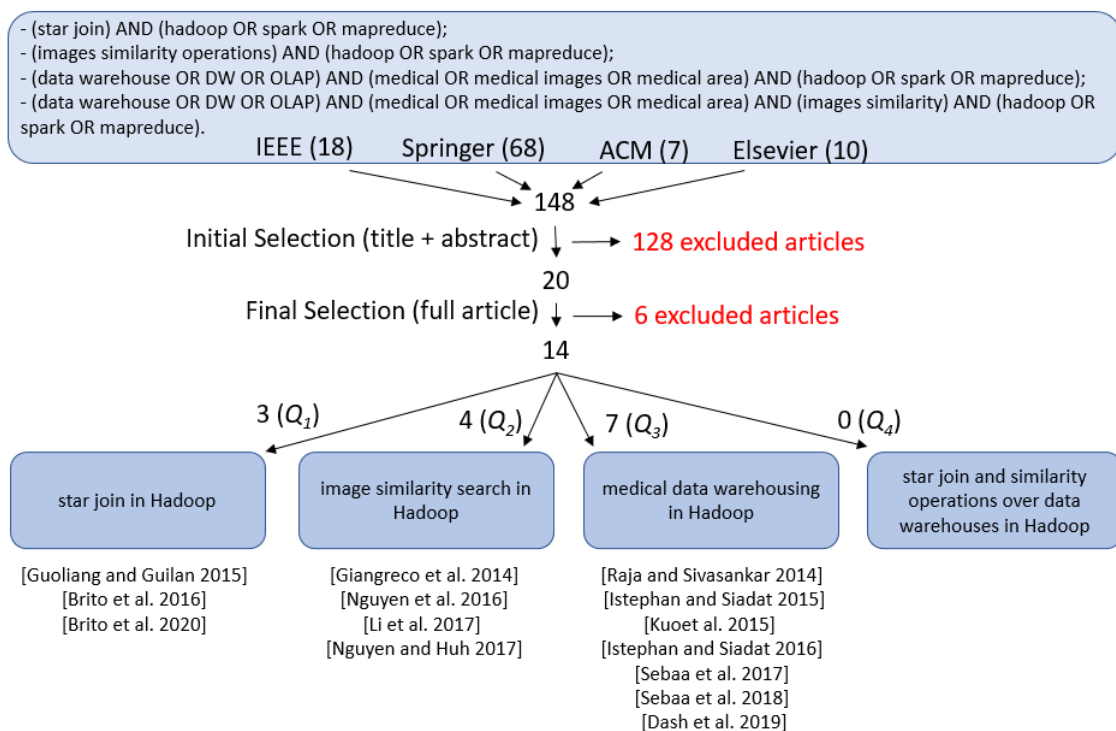 - (star join) AND (hadoop OR spark OR mapreduce);
- (images similarity operations) AND (hadoop OR spark OR mapreduce);
- (data warehouse OR DW OR OLAP) AND (medical OR medical images OR medical area) AND (hadoop OR spark OR mapreduce);
- (data warehouse OR DW OR OLAP) AND (medical OR medical images OR medical area) AND (images similarity) AND (hadoop OR
spark OR mapreduce).
IEEE (18) Springer (68) ACM (7) Elsevier (10)
148
Initial Selection (title + abstract) 128 excluded articles
20
Final Selection (full article) 6 excluded articles
14
3 (Q1) 4 (Q2) 7 (Q3) 0 (Q4)
star join in Hadoop
image similarity search in
Hadoop
medical data warehousing
in Hadoop
star join and similarity
operations over data
warehouses in Hadoop
[Guoliang and Guilan 2015]
[Brito et al. 2016]
[Brito et al. 2020]
[Giangreco et al. 2014]
[Nguyen et al. 2016]
[Li et al. 2017]
[Nguyen and Huh 2017]
[Raja and Sivasankar 2014]
[Istephan and Siadat 2015]
[Kuoet al. 2015]
[Istephan and Siadat 2016]
[Sebaa et al. 2017]
[Sebaa et al. 2018]
[Dash et al. 2019]